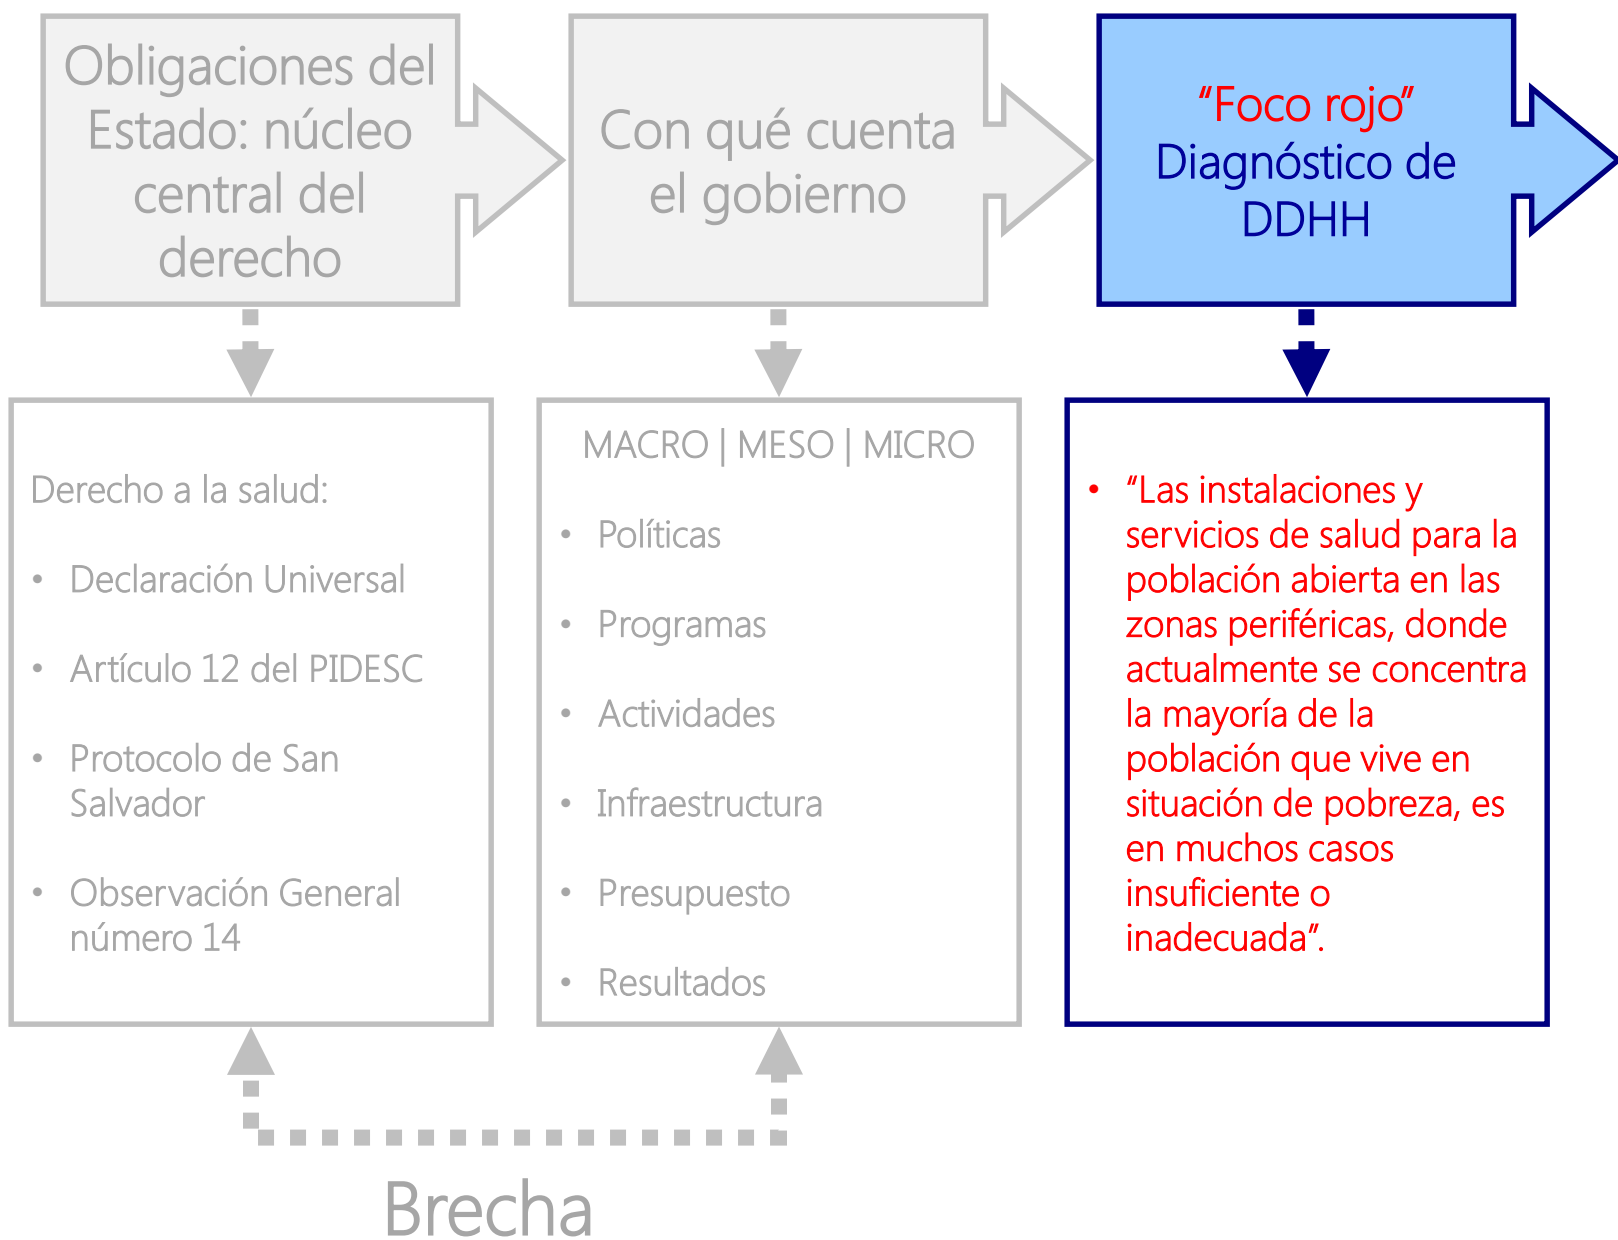 Obligaciones del
Estado: núcleo
central del
derecho
Con qué cuenta
el gobierno
“Foco rojo”
Diagnóstico de
DDHH
Derecho a la salud:
• Declaración Universal
• Artículo 12 del PIDESC
• Protocolo de San
Salvador
• Observación General
número 14
MACRO | MESO | MICRO
• Políticas
• Programas
• Actividades
• Infraestructura
• Presupuesto
• Resultados
• “Las instalaciones y
servicios de salud para la
población abierta en las
zonas periféricas, donde
actualmente se concentra
la mayoría de la
población que vive en
situación de pobreza, es
en muchos casos
insuficiente o
inadecuada”.
Brecha